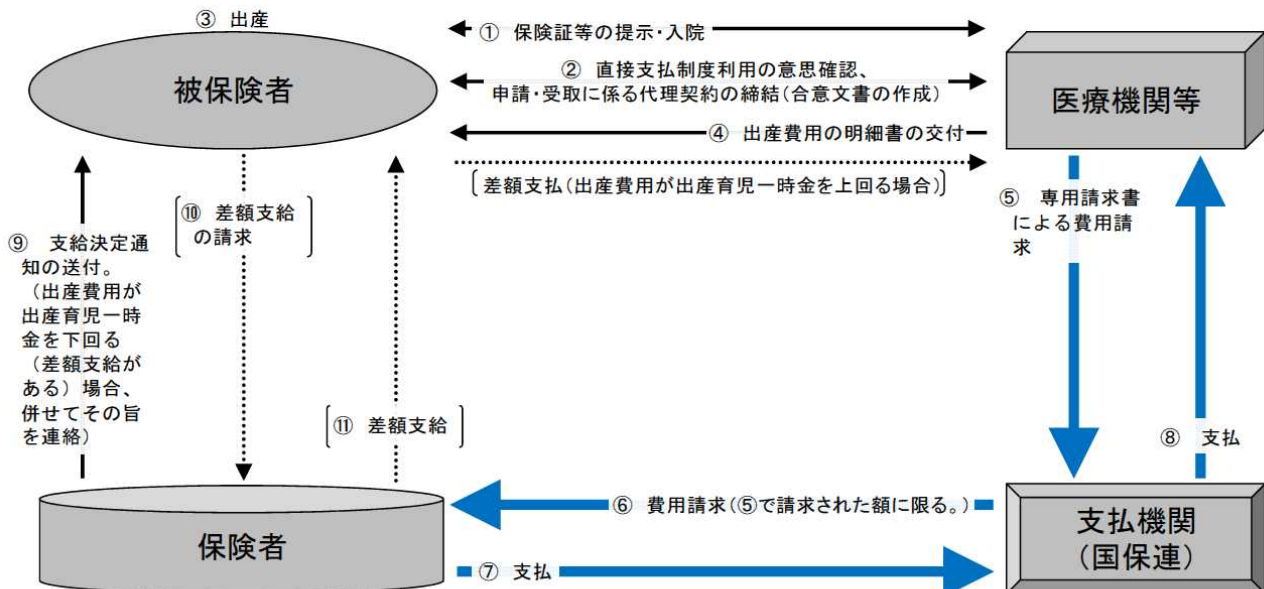 ③ 出産
被保険者
① 保険証等の提示・入院
② 直接支払制度利用の意思確認、
申請・受取に係る代理契約の締結(合意文書の作成)
④ 出産費用の明細書の交付
差額支払(出産費用が出産育児一時金を上回る場合)
医療機関等
⑤ 専用請求書
による費用請
求
⑩ 差額支給
の請求
⑨ 支給決定通
知の送付。
(出産費用が
出産育児一時
金を下回る
(差額支給が
ある)場合、
併せてその旨
を連絡)
⑪ 差額支給
⑧ 支払
⑥ 費用請求(⑤で請求された額に限る。)
⑦ 支払
保険者
支払機関
(国保連)